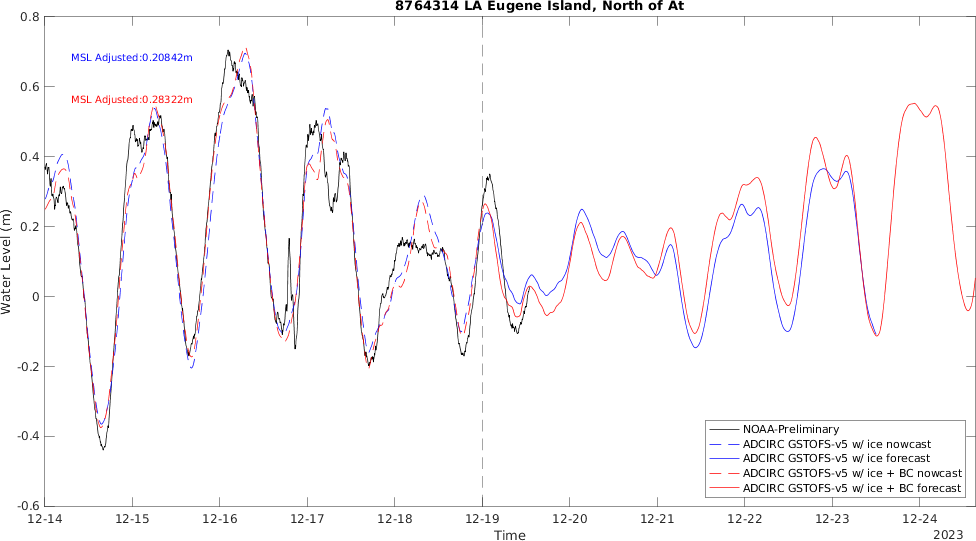 8764314 LA Eugene Island, North of At
0.8
0.6
0.4
0.2
0
-0.2
-0.4
-0.6
Water Level (m)
MSL Adjusted:0.20842m
MSL Adjusted:0.28322m
NOAA-Preliminary
ADCIRC GSTOFS-v5 w/ ice nowcast
ADCIRC GSTOFS-v5 w/ ice forecast
ADCIRC GSTOFS-v5 w/ ice + BC nowcast
ADCIRC GSTOFS-v5 w/ ice + BC forecast
12-14 12-15 12-16 12-17 12-18 12-19 12-20 12-21 12-22 12-23 12-24
Time
2023